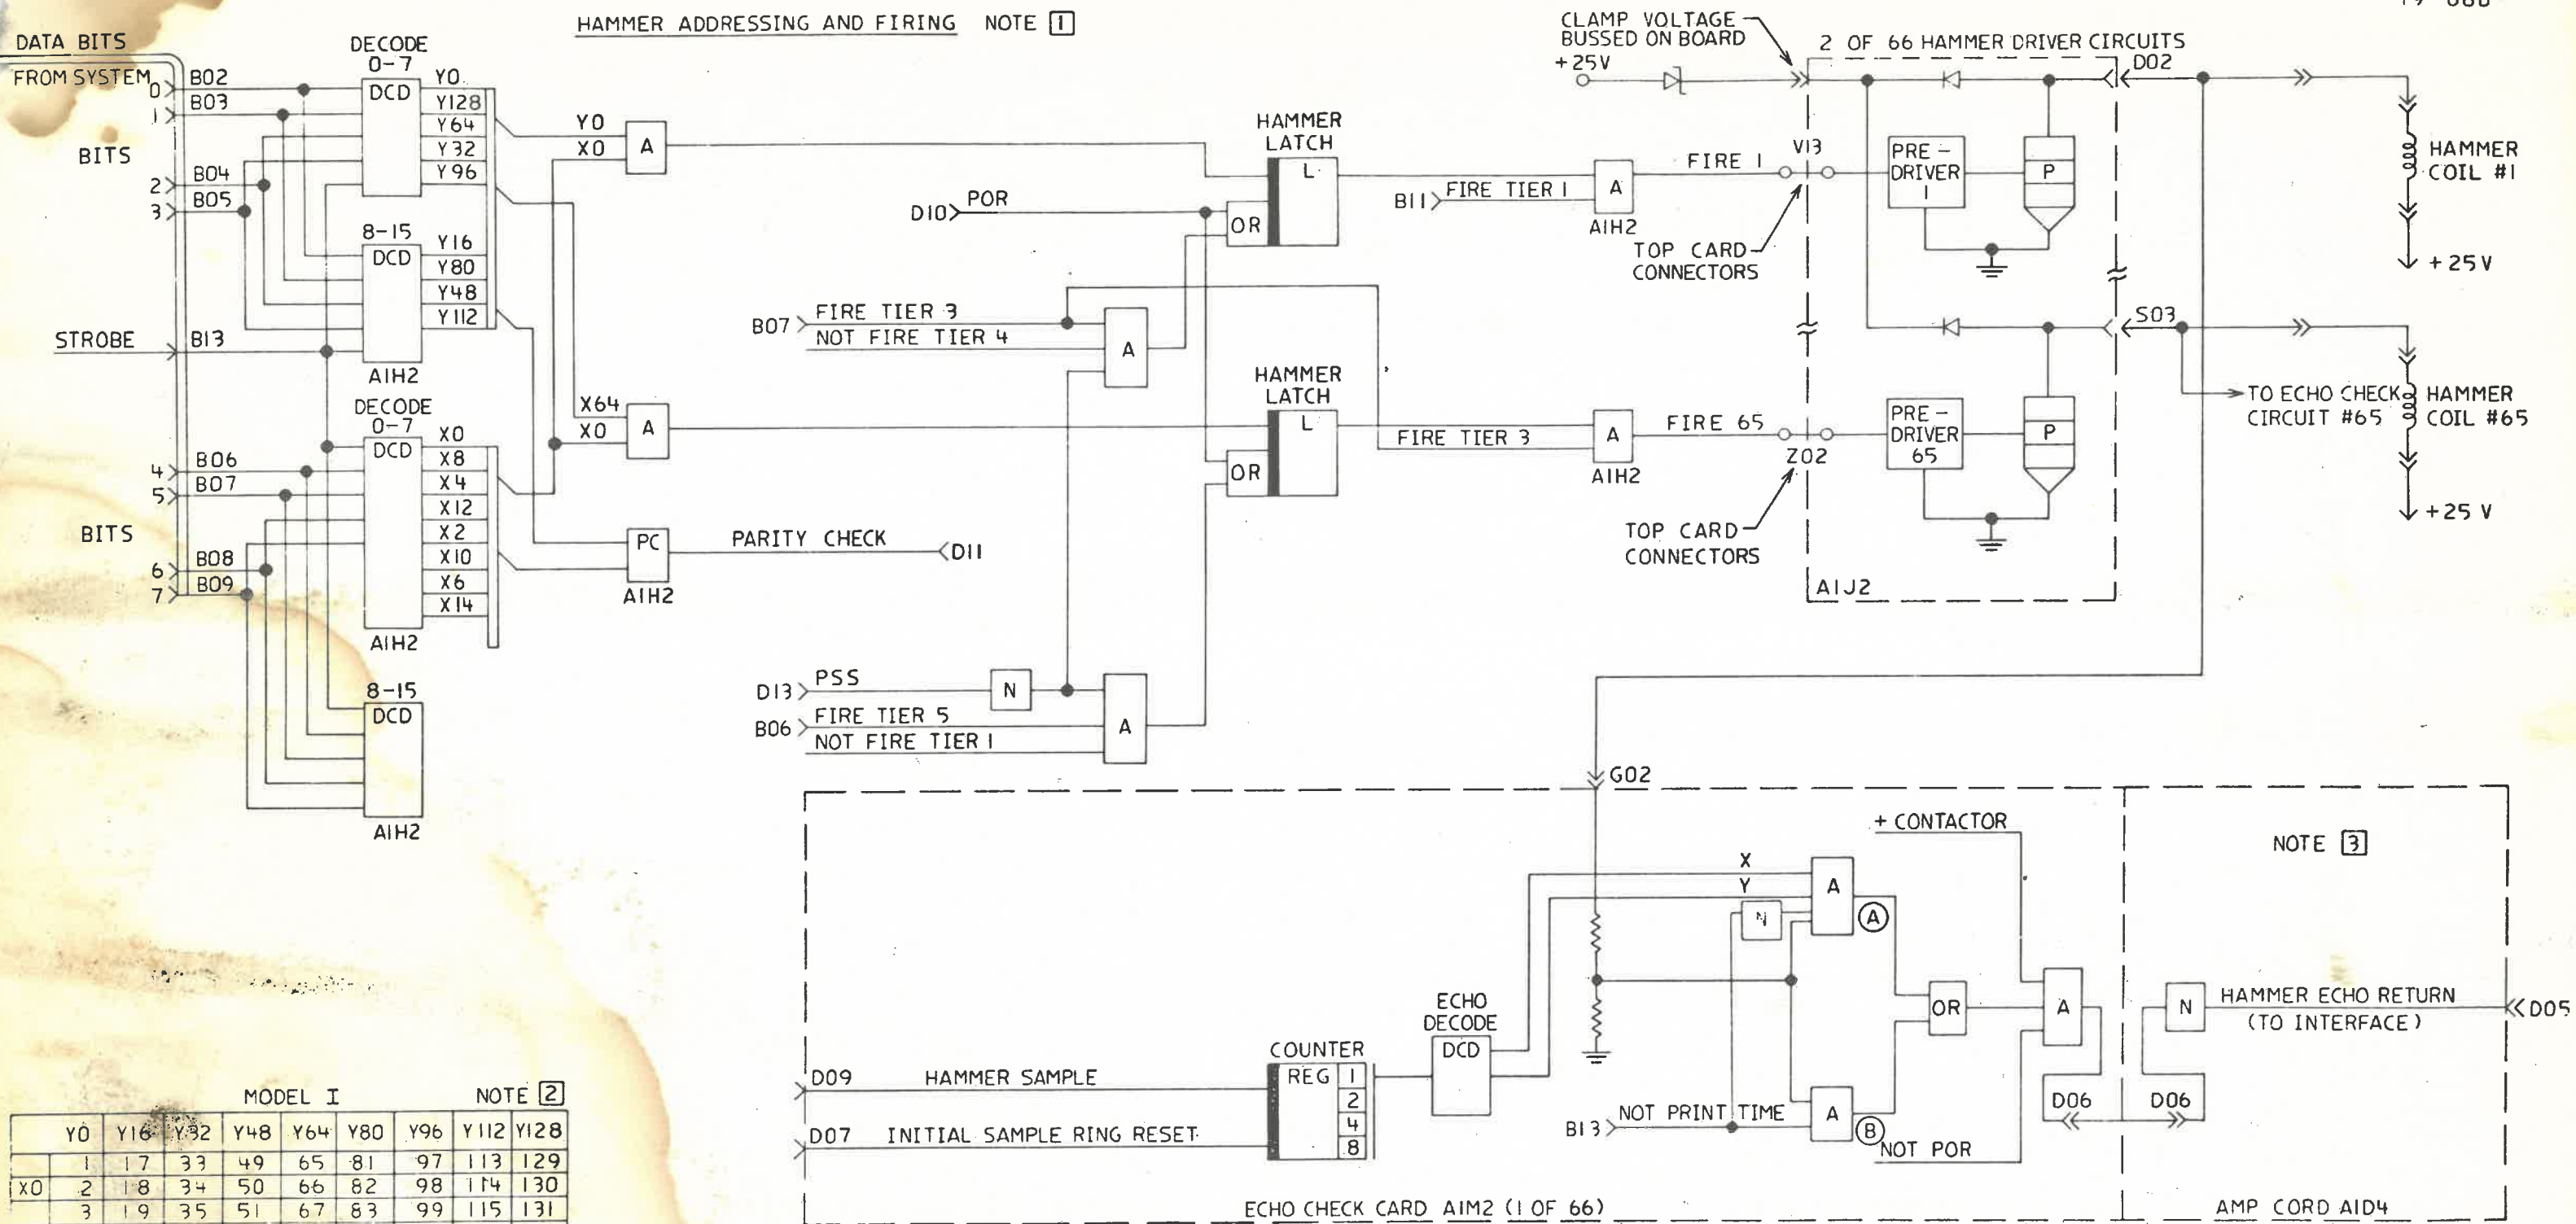 HAMMER ADDRESSING AND FIRING NOTE 1
DATA BITS
FROM SYSTEM
0 B02
1 B03
BITS
2 B04
3 B05
STROBE B13
4 B06
5 B07
BITS
6 B08
7 B09
DECODE
0-7
DCD
Y0
Y128
Y64
Y32
Y96
8-15
DCD
Y16
Y80
Y48
Y112
A1H2
DECODE
0-7
DCD
X0
X8
X4
X12
X2
X10
X6
X14
A1H2
8-15
DCD
A1H2
Y0
X0
A
X64
X0
A
PC
A1H2
PARITY CHECK D11
D10 POR
B07 FIRE TIER 3
NOT FIRE TIER 4
A
D13 PSS
N
B06 FIRE TIER 5
NOT FIRE TIER 1
A
HAMMER
LATCH
L
OR
HAMMER
LATCH
L
OR
B11 FIRE TIER 1
A
A1H2
FIRE 1
V13
TOP CARD
CONNECTORS
FIRE TIER 3
A
A1H2
FIRE 65
Z02
TOP CARD
CONNECTORS
CLAMP VOLTAGE
BUSSED ON BOARD
+25V
2 OF 66 HAMMER DRIVER CIRCUITS
D02
PRE-
DRIVER
1
P
HAMMER
COIL #1
+25V
S03
PRE-
DRIVER
65
P
TO ECHO CHECK
CIRCUIT #65
HAMMER
COIL #65
+25 V
A1J2
G02
+ CONTACTOR
X
Y
N
A
A
NOTE 3
OR
A
N
HAMMER ECHO RETURN
(TO INTERFACE)
D05
ECHO
DECODE
DCD
COUNTER
REG 1
2
4
8
D09 HAMMER SAMPLE
D07 INITIAL SAMPLE RING RESET
B13 NOT PRINT TIME
A
B
NOT POR
D06 D06
ECHO CHECK CARD A1M2 (1 OF 66)
AMP CORD A1D4
MODEL I NOTE 2
Y0 Y16 Y32 Y48 Y64 Y80 Y96 Y112 Y128
1 17 33 49 65 81 97 113 129
X0 2 18 34 50 66 82 98 114 130
3 19 35 51 67 83 99 115 131